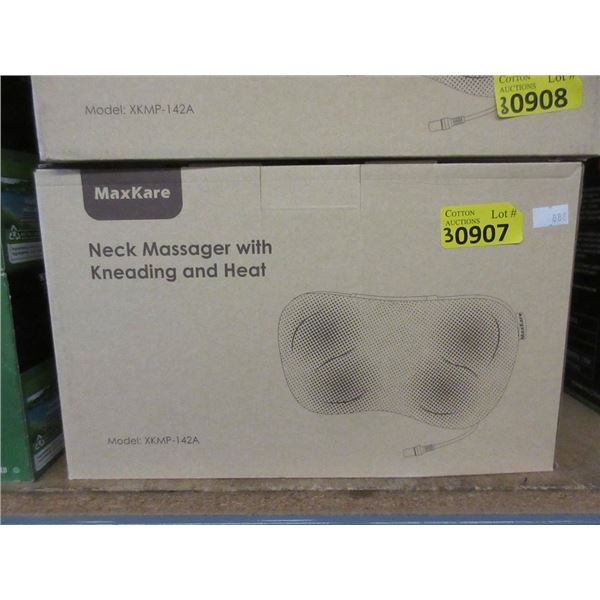 Model: XKMP-142A
COTTON Lot #
AUCTIONS
30908
MaxKare
COTTON Lot #
AUCTIONS
30907
Neck Massager with
Kneading and Heat
MaxKare
Model: XKMP-142A